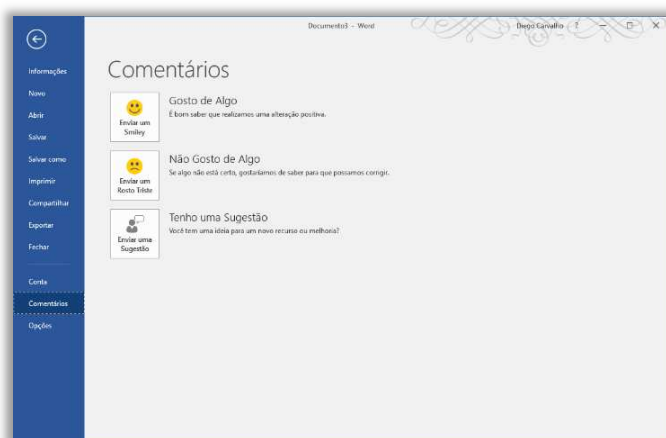 Documento3 - Word
Diego Carvalho ?
Informações
Novo
Abrir
Salvar
Salvar como
Imprimir
Compartilhar
Exportar
Fechar
Conta
Comentários
Opções
Comentários
Enviar um
Smiley
Gosto de Algo
É bom saber que realizamos uma alteração positiva.
Enviar um
Rosto Triste
Não Gosto de Algo
Se algo não está certo, gostaríamos de saber para que possamos corrigir.
Enviar uma
Sugestão
Tenho uma Sugestão
Você tem uma ideia para um novo recurso ou melhoria?